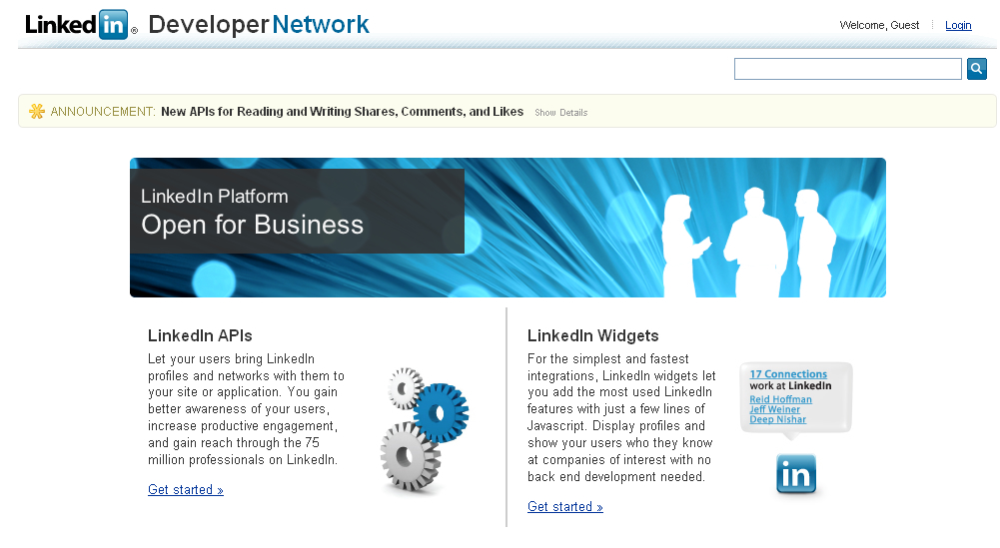 Linked in ® Developer Network
Welcome, Guest
Login
ANNOUNCEMENT: New APIs for Reading and Writing Shares, Comments, and Likes Show Details
LinkedIn Platform
Open for Business
LinkedIn APIs
Let your users bring LinkedIn
profiles and networks with them to
your site or application. You gain
better awareness of your users,
increase productive engagement,
and gain reach through the 75
million professionals on LinkedIn.
Get started »
LinkedIn Widgets
For the simplest and fastest
integrations, LinkedIn widgets let
you add the most used LinkedIn
features with just a few lines of
Javascript. Display profiles and
show your users who they know
at companies of interest with no
back end development needed.
Get started »
17 Connections
work at LinkedIn
Reid Hoffman
Jeff Weiner
Deep Nishar
in